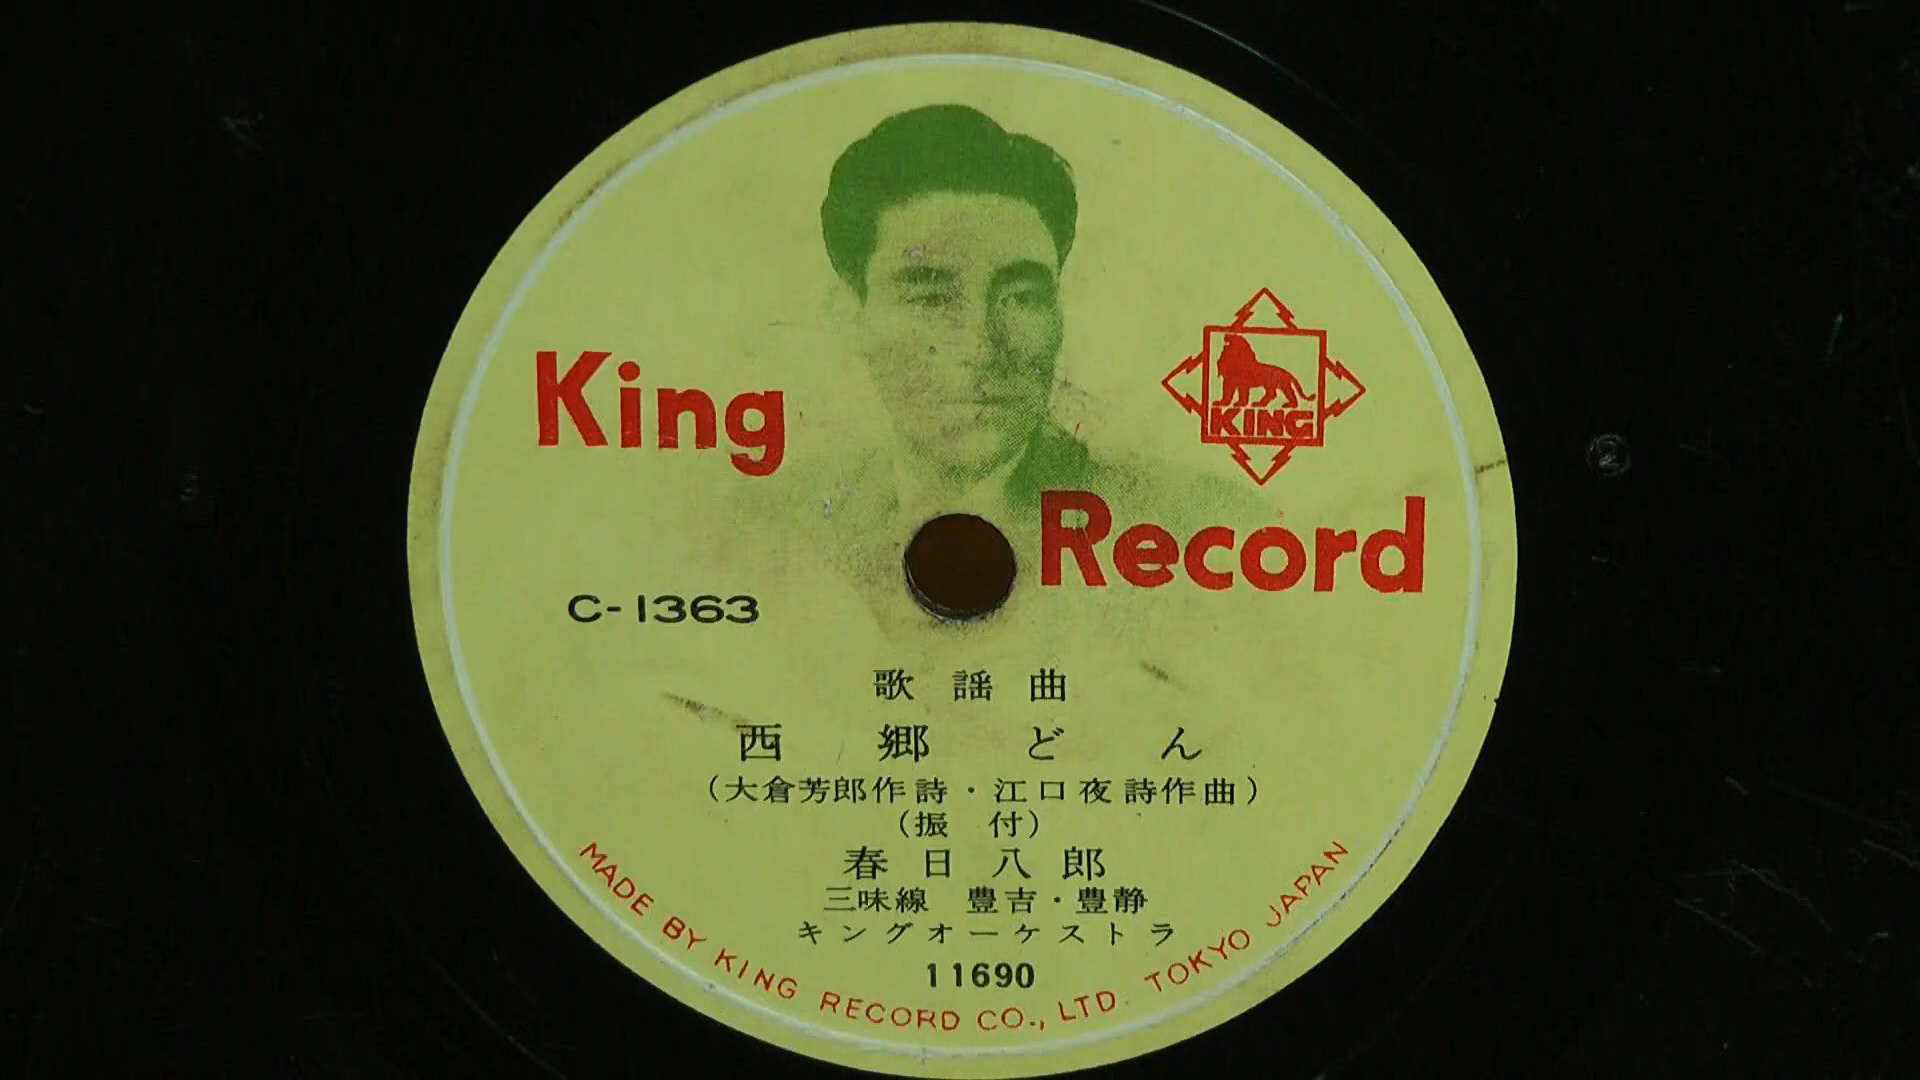 King
KING
Record
C-1363
歌謡曲
西郷どん
（大倉芳郎作詩・江口夜詩作曲）
（振付）
春日八郎
三味線　豊吉・豊静
キングオーケストラ
11690
MADE BY KING RECORD CO., LTD. TOKYO JAPAN